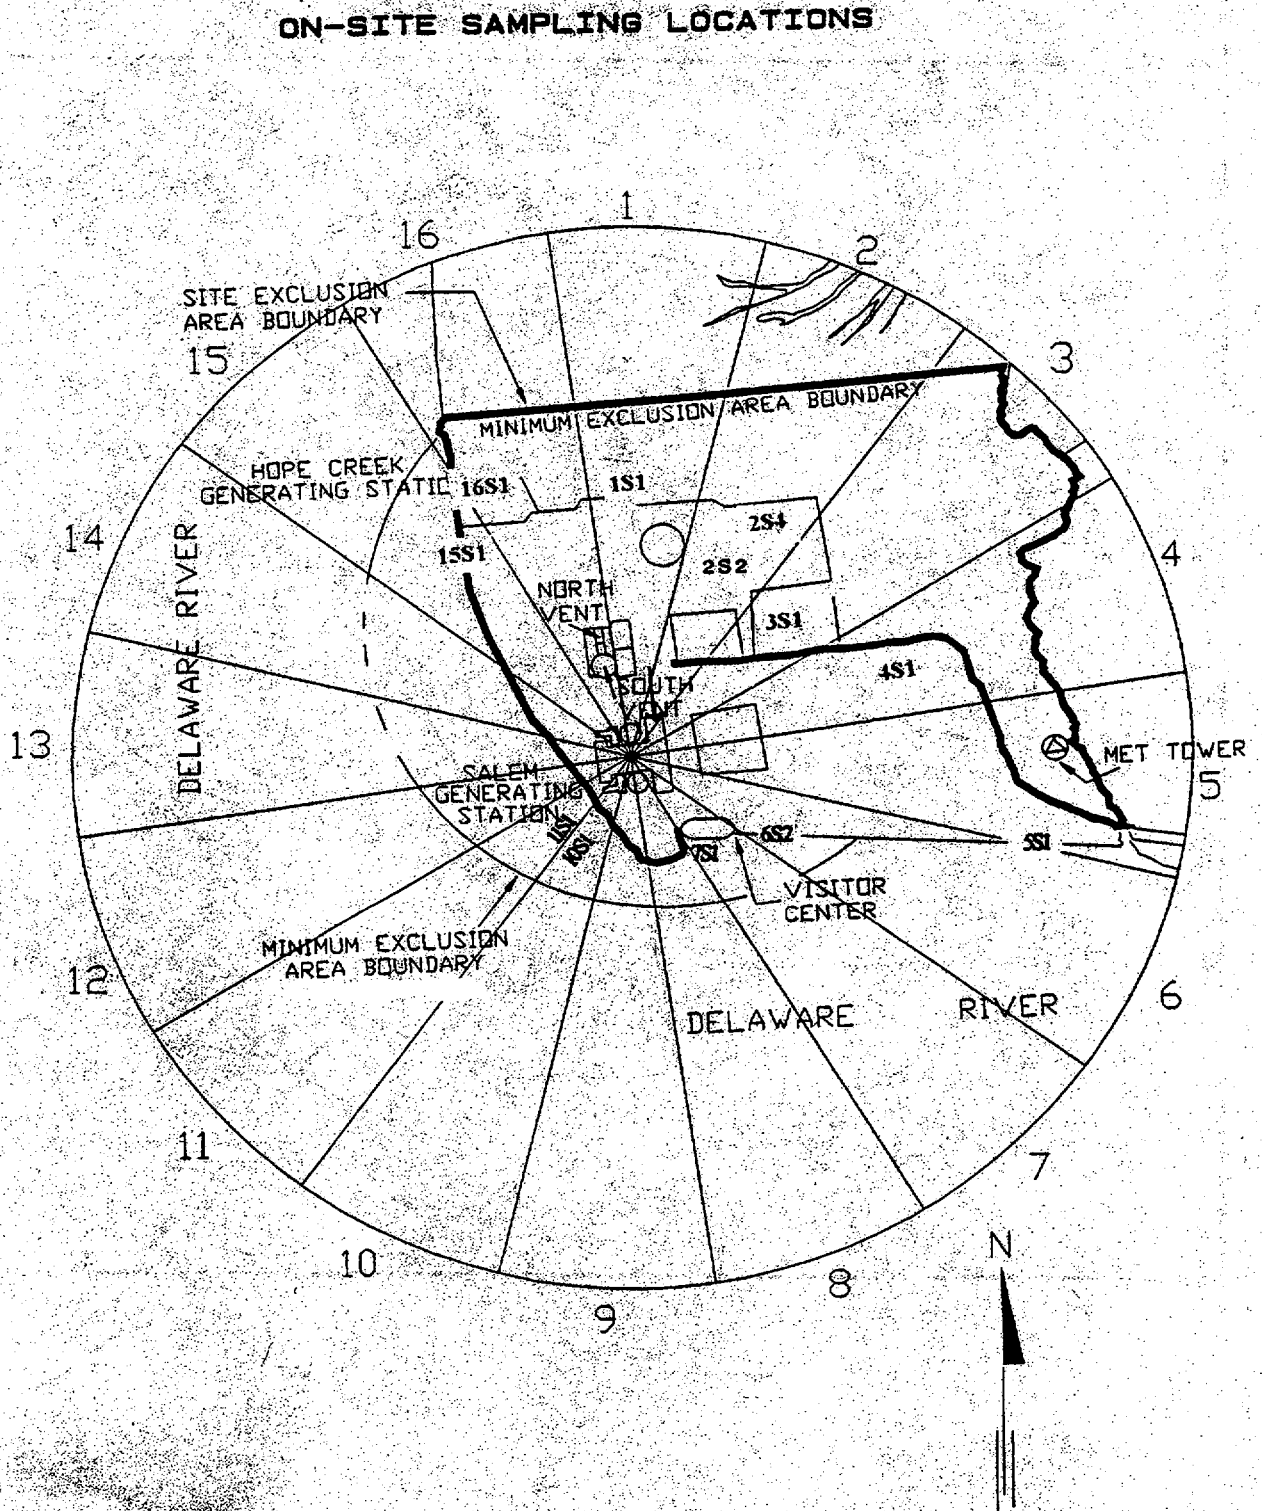 ON-SITE SAMPLING LOCATIONS
1
16
2
SITE EXCLUSION
AREA BOUNDARY
15
3
MINIMUM EXCLUSION AREA BOUNDARY
HOPE CREEK
GENERATING STATIO
16S1
1S1
2S4
14
15S1
4
2S2
NORTH
VENT
3S1
DELAWARE RIVER
SOUTH
VENT
4S1
13
MET TOWER
SALEM
GENERATING
STATION
5
11S1
10S1
7S1
6S2
5S1
VISITOR
CENTER
MINIMUM EXCLUSION
AREA BOUNDARY
12
DELAWARE RIVER
6
11
7
10
N
8
9